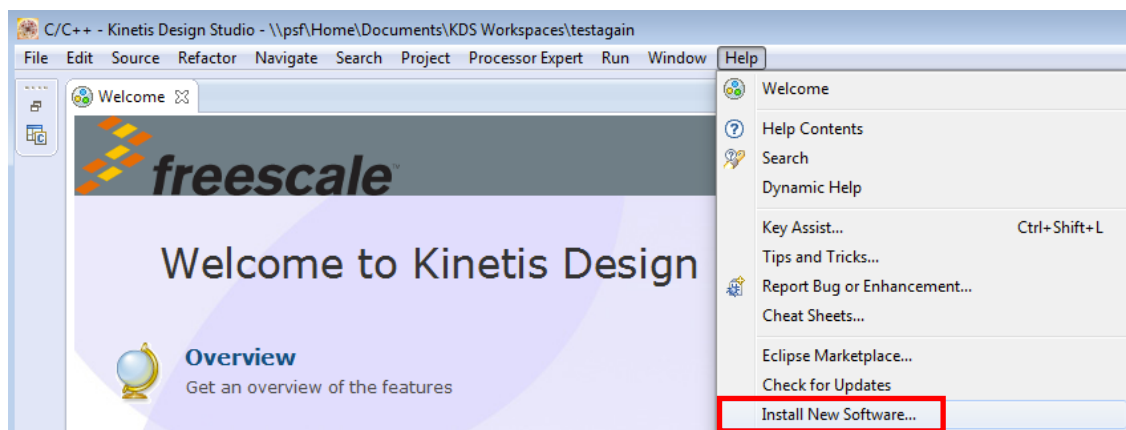 C/C++ - Kinetis Design Studio - \\psf\Home\Documents\KDS Workspaces\testagain
File Edit Source Refactor Navigate Search Project Processor Expert Run Window Help
Welcome
freescale™
Welcome to Kinetis Design
Overview
Get an overview of the features
Welcome
Help Contents
Search
Dynamic Help
Key Assist... Ctrl+Shift+L
Tips and Tricks...
Report Bug or Enhancement...
Cheat Sheets...
Eclipse Marketplace...
Check for Updates
Install New Software...